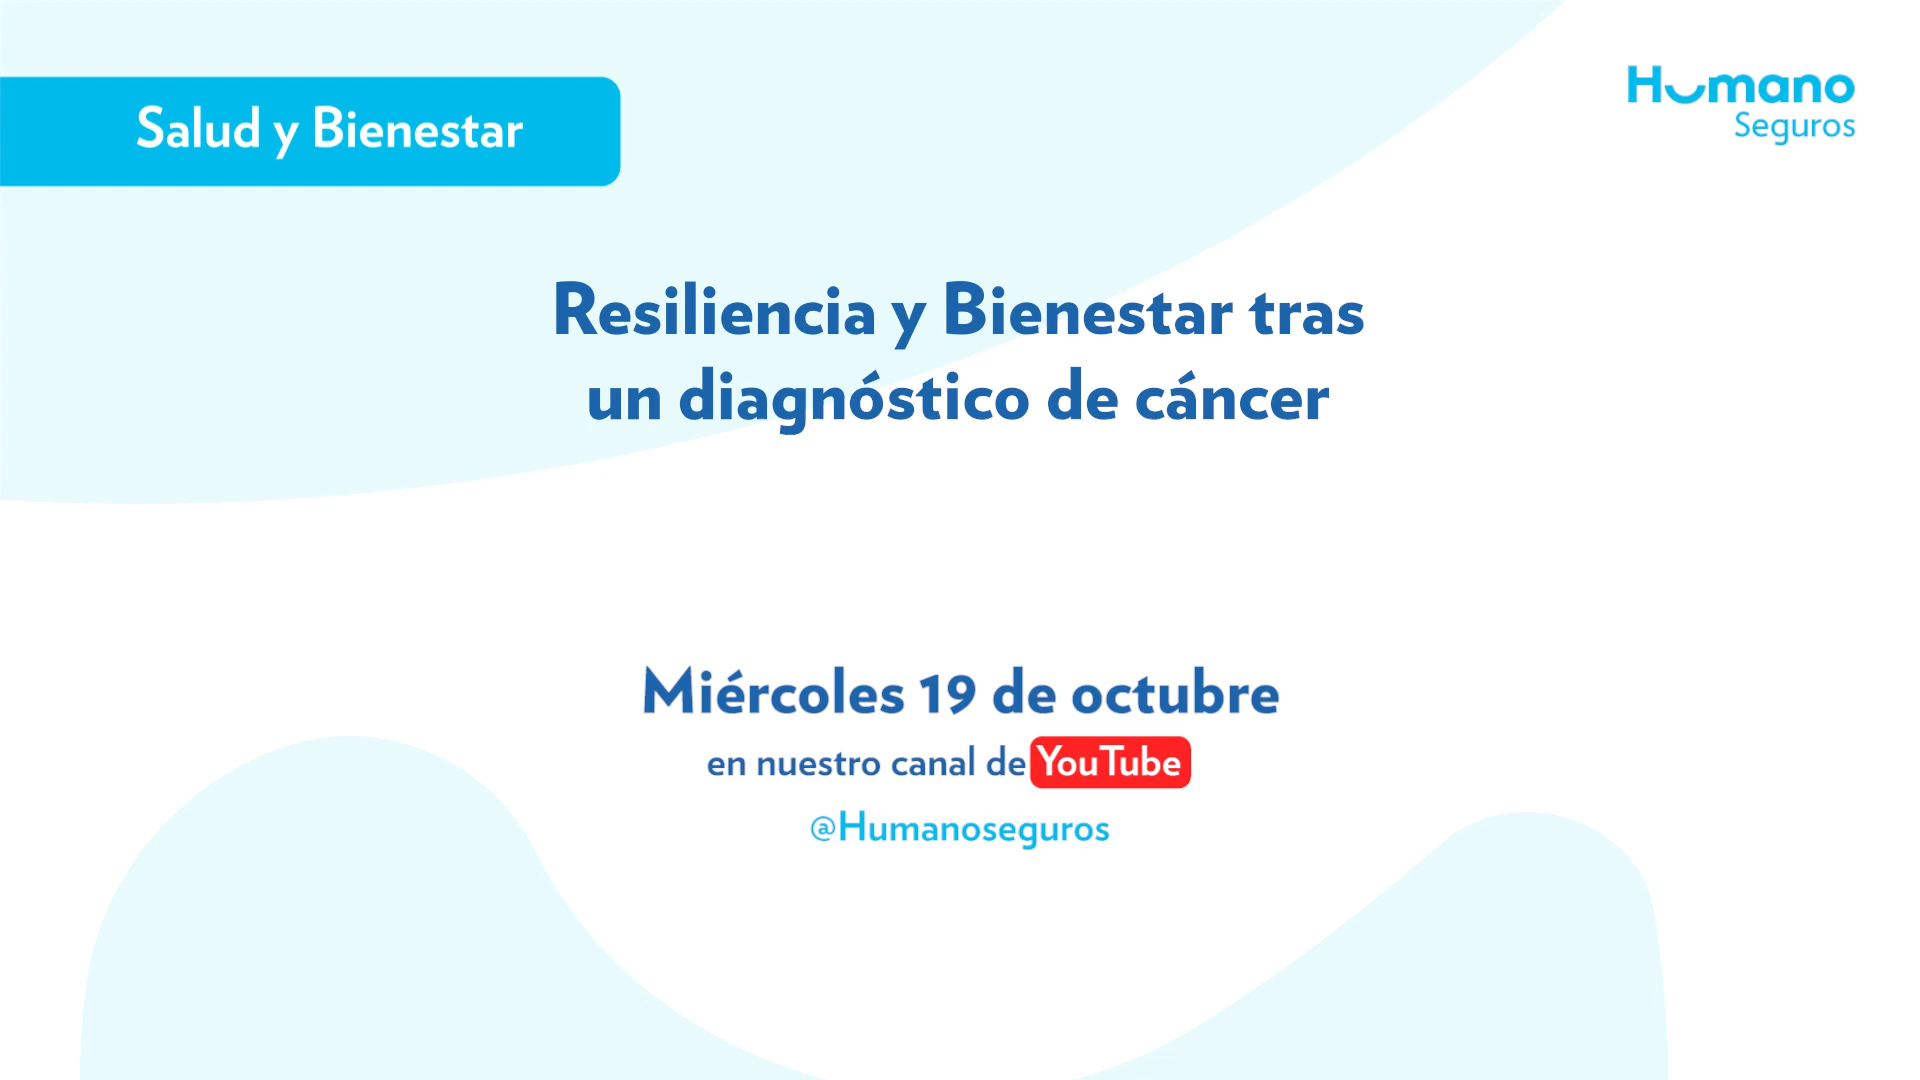 Salud y Bienestar
Humano
Seguros
Resiliencia y Bienestar tras
un diagnóstico de cáncer
Miércoles 19 de octubre
en nuestro canal de YouTube
@Humanoseguros